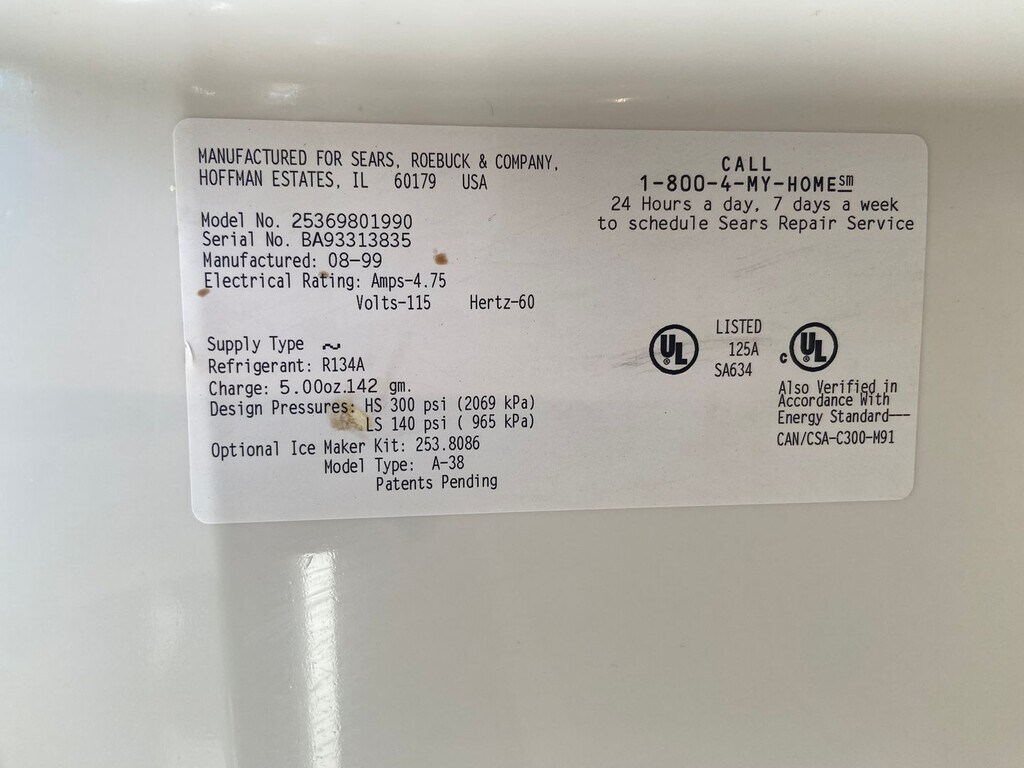 MANUFACTURED FOR SEARS, ROEBUCK & COMPANY,
HOFFMAN ESTATES, IL 60179 USA
Model No. 25369801990
Serial No. BA93313835
Manufactured: 08-99
Electrical Rating: Amps-4.75
Volts-115 Hertz-60
Supply Type ~
Refrigerant: R134A
Charge: 5.00oz.142 gm.
Design Pressures: HS 300 psi (2069 kPa)
LS 140 psi ( 965 kPa)
Optional Ice Maker Kit: 253.8086
Model Type: A-38
Patents Pending
CALL
1-800-4-MY-HOME℠
24 Hours a day, 7 days a week
to schedule Sears Repair Service
UL
LISTED
125A
SA634
c UL
Also Verified in
Accordance With
Energy Standard---
CAN/CSA-C300-M91